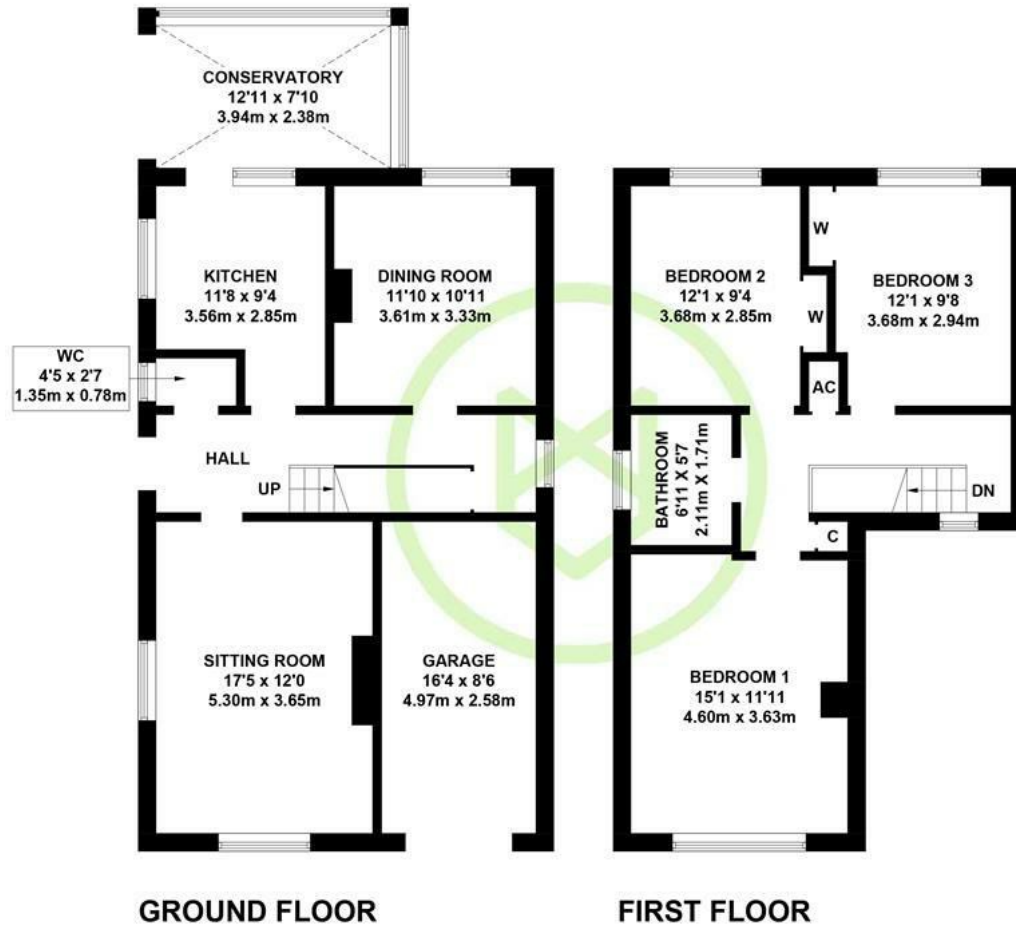 CONSERVATORY
12'11 x 7'10
3.94m x 2.38m
KITCHEN
11'8 x 9'4
3.56m x 2.85m
DINING ROOM
11'10 x 10'11
3.61m x 3.33m
WC
4'5 x 2'7
1.35m x 0.78m
HALL
UP
SITTING ROOM
17'5 x 12'0
5.30m x 3.65m
GARAGE
16'4 x 8'6
4.97m x 2.58m
GROUND FLOOR
BEDROOM 2
12'1 x 9'4
3.68m x 2.85m
W
W
BEDROOM 3
12'1 x 9'8
3.68m x 2.94m
AC
BATHROOM
6'11 X 5'7
2.11m X 1.71m
DN
C
BEDROOM 1
15'1 x 11'11
4.60m x 3.63m
FIRST FLOOR